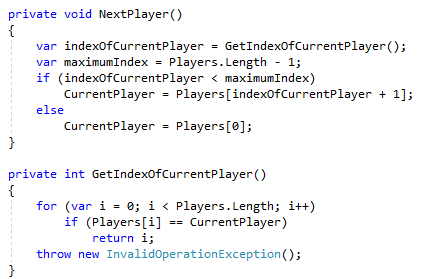 private void NextPlayer()
{
    var indexOfCurrentPlayer = GetIndexOfCurrentPlayer();
    var maximumIndex = Players.Length - 1;
    if (indexOfCurrentPlayer < maximumIndex)
        CurrentPlayer = Players[indexOfCurrentPlayer + 1];
    else
        CurrentPlayer = Players[0];
}

private int GetIndexOfCurrentPlayer()
{
    for (var i = 0; i < Players.Length; i++)
        if (Players[i] == CurrentPlayer)
            return i;
    throw new InvalidOperationException();
}